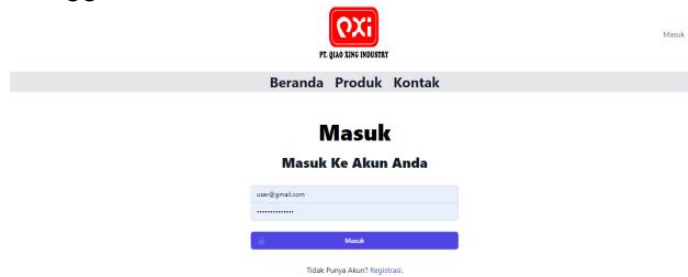 QXi
PT. QIAO XING INDUSTRY
Masuk
Beranda Produk Kontak
Masuk
Masuk Ke Akun Anda
user@gmail.com
••••••••••••••
Masuk
Tidak Punya Akun? Registrasi.